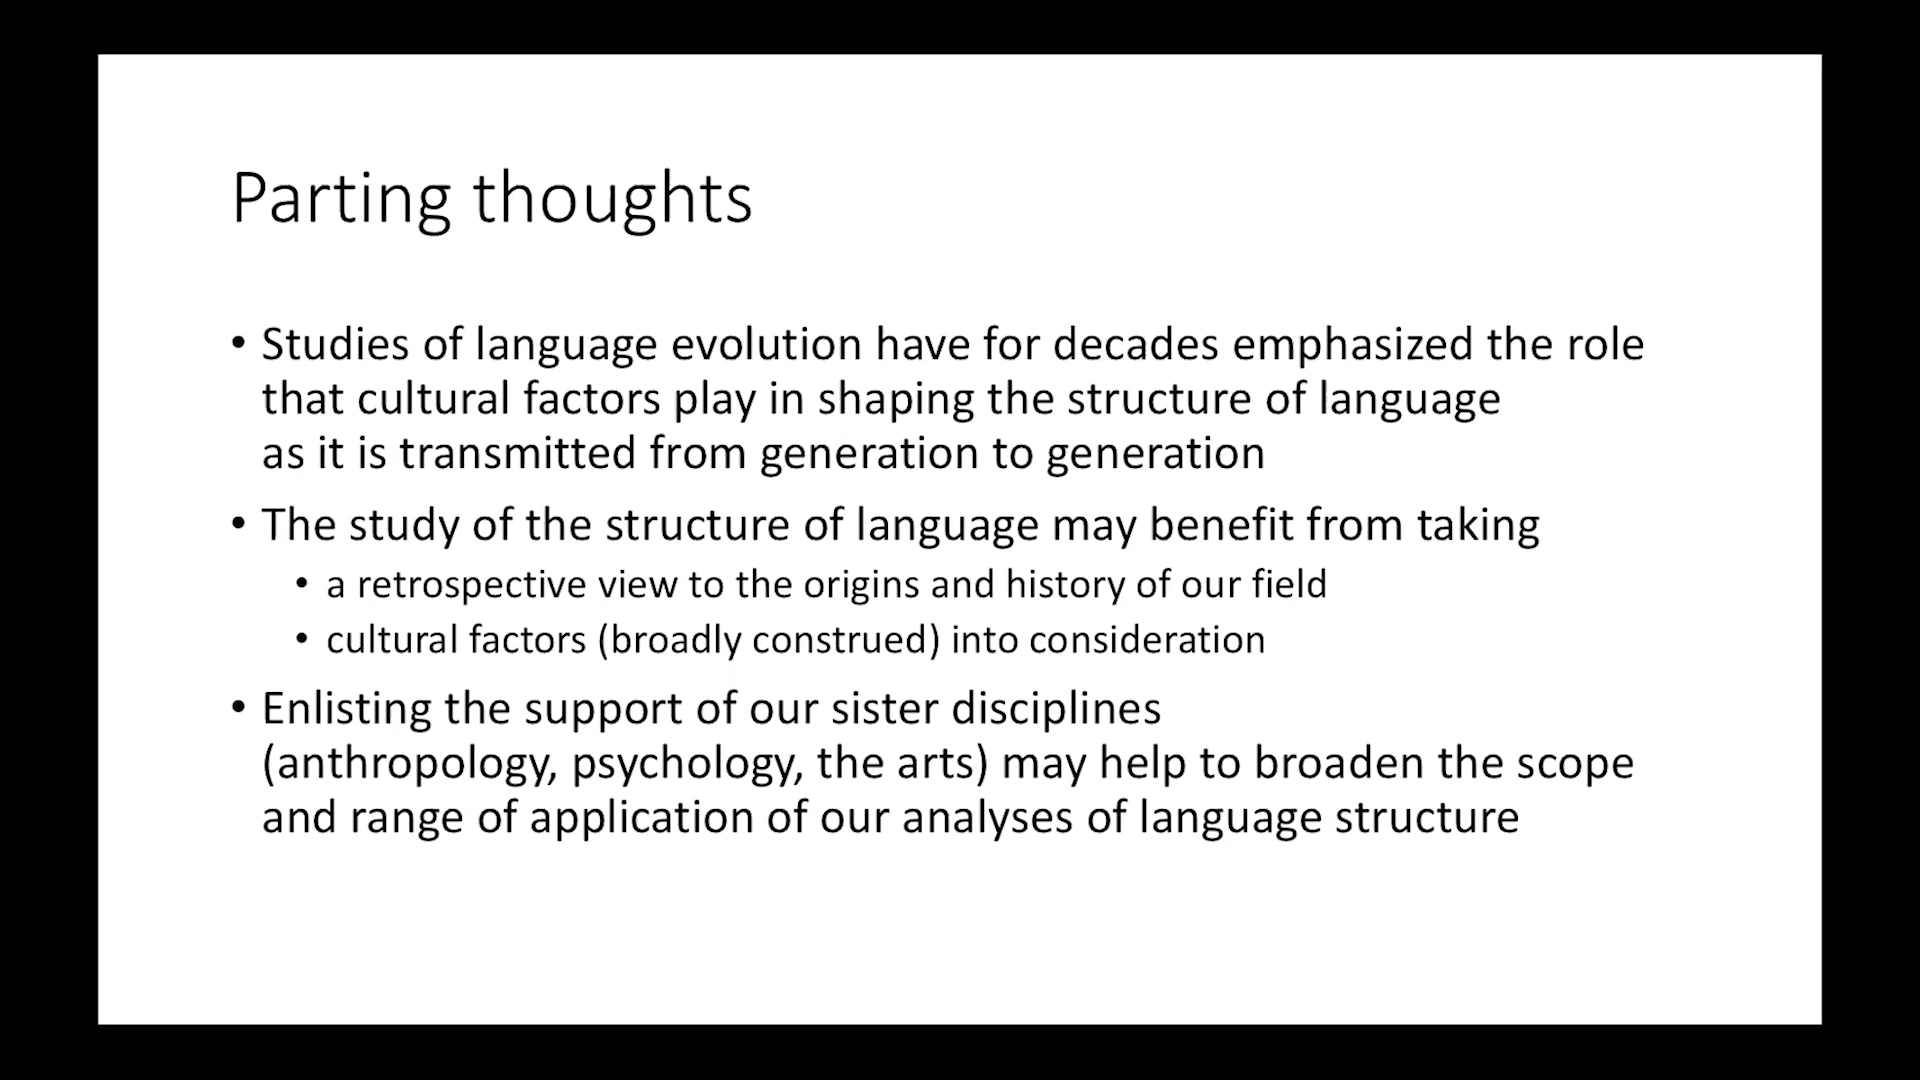 Parting thoughts
• Studies of language evolution have for decades emphasized the role
that cultural factors play in shaping the structure of language
as it is transmitted from generation to generation
• The study of the structure of language may benefit from taking
• a retrospective view to the origins and history of our field
• cultural factors (broadly construed) into consideration
• Enlisting the support of our sister disciplines
(anthropology, psychology, the arts) may help to broaden the scope
and range of application of our analyses of language structure